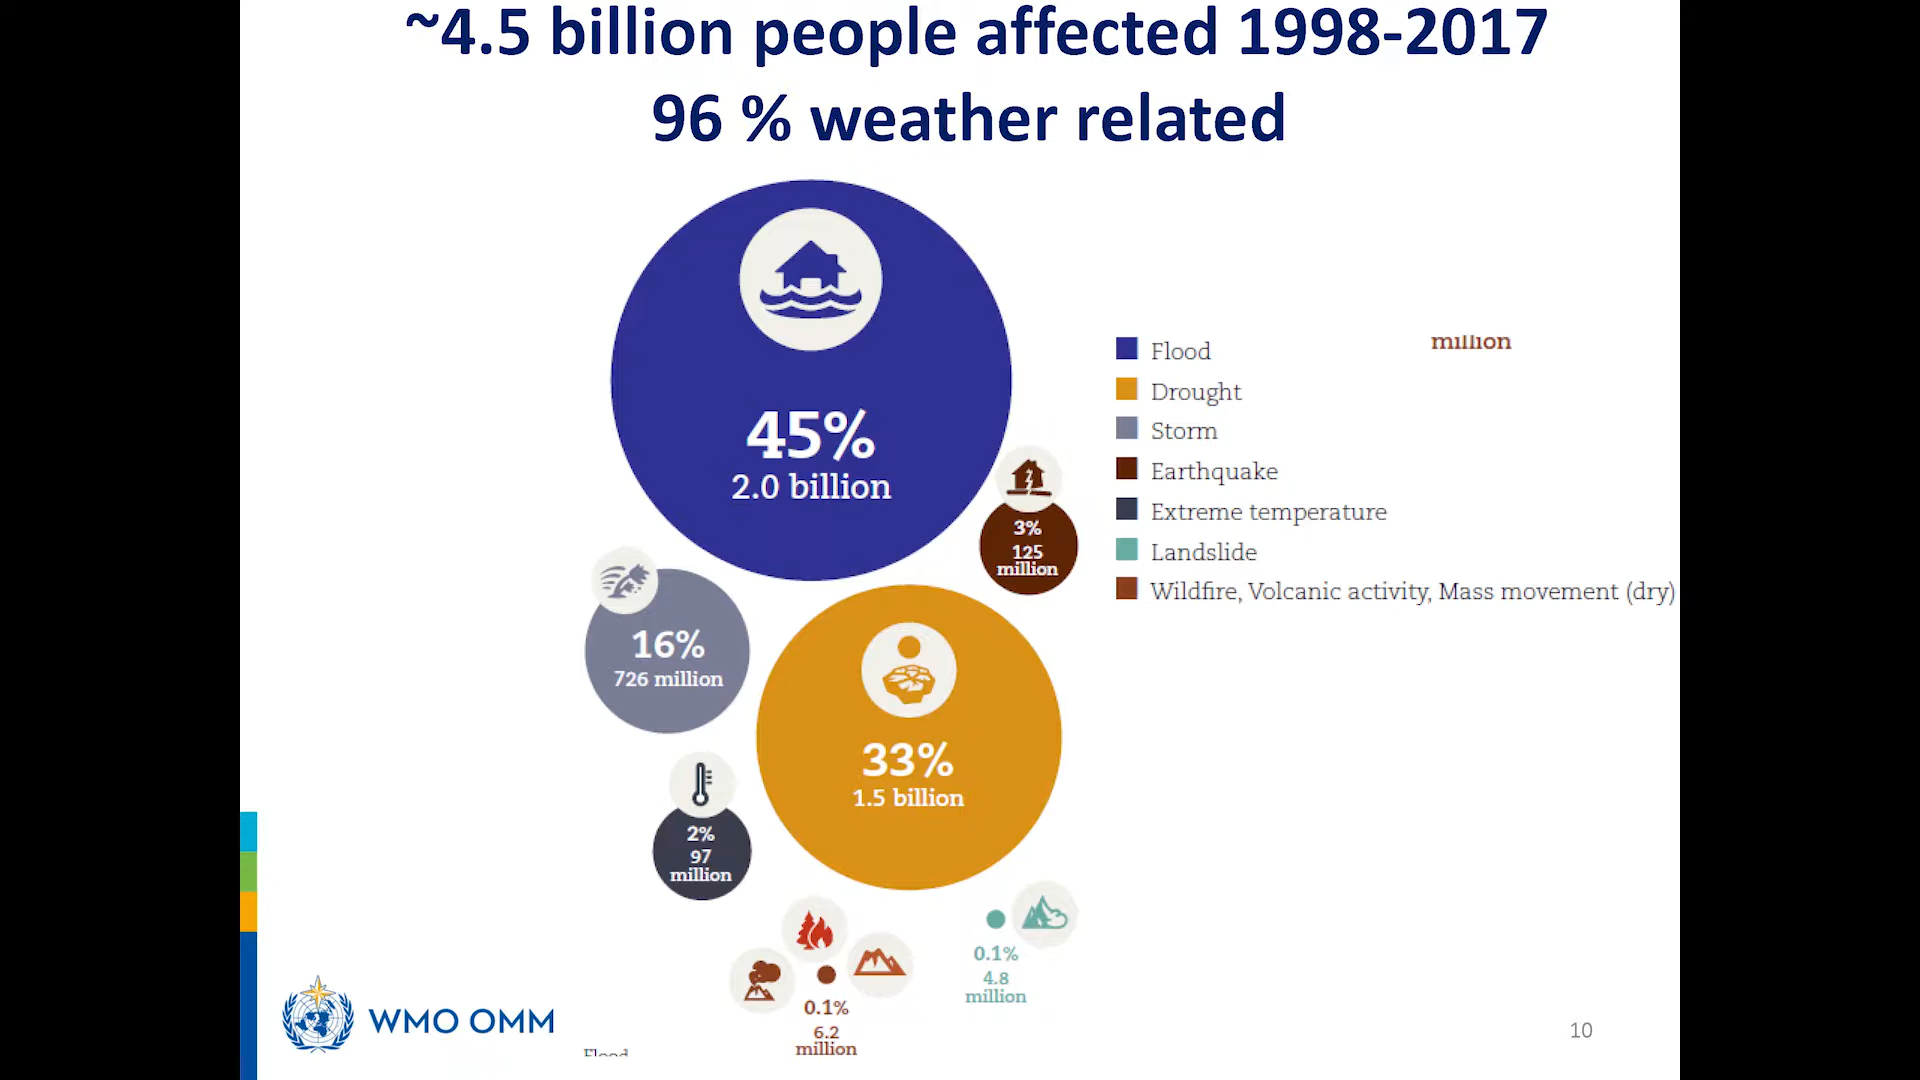 ~4.5 billion people affected 1998-2017
96 % weather related
45%
2.0 billion
3%
125
million
16%
726 million
33%
1.5 billion
2%
97
million
0.1%
4.8
million
0.1%
6.2
million
million
Flood
Drought
Storm
Earthquake
Extreme temperature
Landslide
Wildfire, Volcanic activity, Mass movement (dry)
WMO OMM
Flood
10